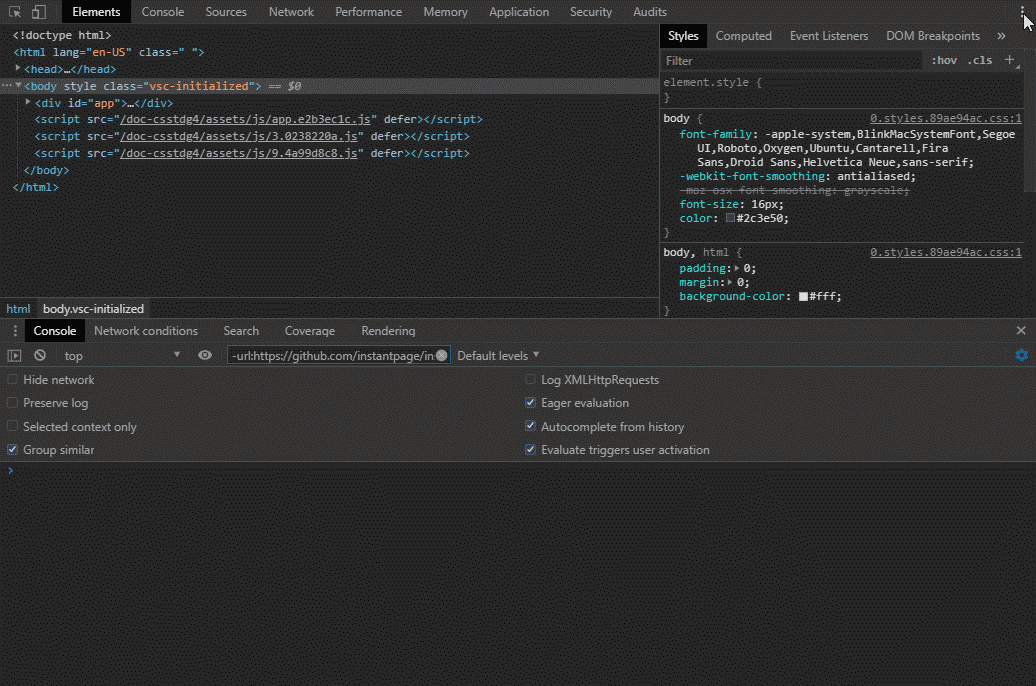 Elements Console Sources Network Performance Memory Application Security Audits
<!doctype html>
<html lang="en-US" class=" ">
<head>…</head>
<body style class="vsc-initialized"> == $0
<div id="app">…</div>
<script src="/doc-csstdg4/assets/js/app.e2b3ec1c.js" defer></script>
<script src="/doc-csstdg4/assets/js/3.0238220a.js" defer></script>
<script src="/doc-csstdg4/assets/js/9.4a99d8c8.js" defer></script>
</body>
</html>
html body.vsc-initialized
Styles Computed Event Listeners DOM Breakpoints »
Filter :hov .cls +
element.style {
}
body { 0.styles.89ae94ac.css:1
font-family: -apple-system,BlinkMacSystemFont,Segoe
UI,Roboto,Oxygen,Ubuntu,Cantarell,Fira
Sans,Droid Sans,Helvetica Neue,sans-serif;
-webkit-font-smoothing: antialiased;
-moz-osx-font-smoothing: grayscale;
font-size: 16px;
color: #2c3e50;
}
body, html { 0.styles.89ae94ac.css:1
padding: 0;
margin: 0;
background-color: #fff;
}
Console Network conditions Search Coverage Rendering
top -url:https://github.com/instantpage/in Default levels
Hide network Log XMLHttpRequests
Preserve log Eager evaluation
Selected context only Autocomplete from history
Group similar Evaluate triggers user activation